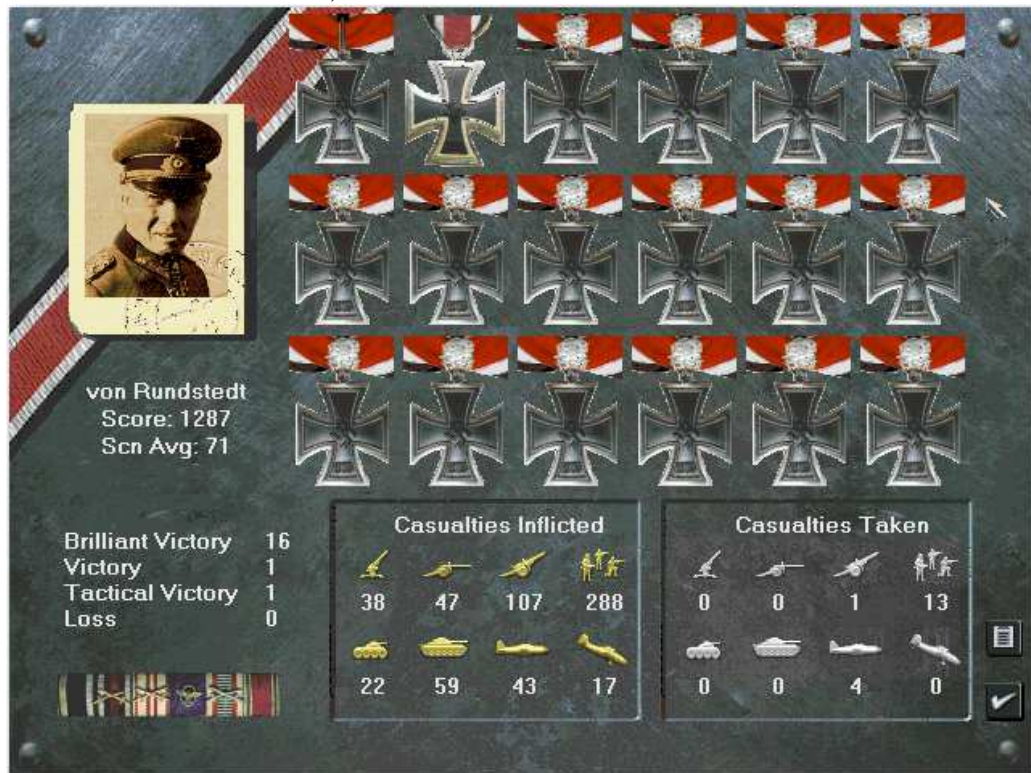 von Rundstedt
Score: 1287
Scn Avg: 71
Brilliant Victory 16
Victory 1
Tactical Victory 1
Loss 0
Casualties Inflicted
38 47 107 288
22 59 43 17
Casualties Taken
0 0 1 13
0 0 4 0